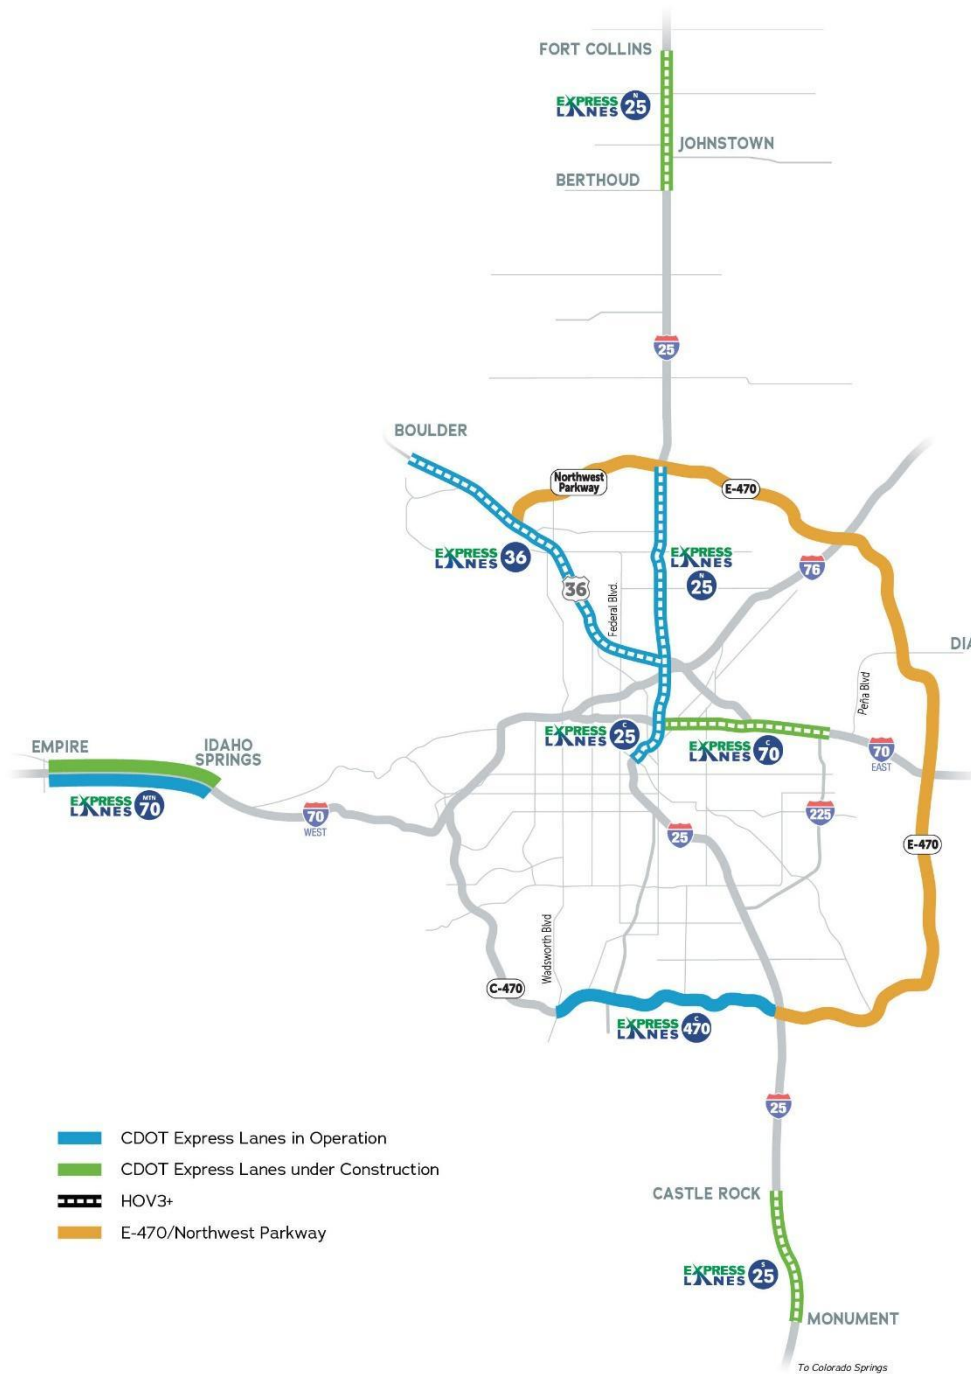 FORT COLLINS
EXPRESS
LANES
N
25
JOHNSTOWN
BERTHOUD
25
BOULDER
Northwest
Parkway
E-470
EXPRESS
LANES
36
36
Federal Blvd.
EXPRESS
LANES
N
25
76
DIA
Peña Blvd
EXPRESS
LANES
C
25
EXPRESS
LANES
C
70
70
EAST
EMPIRE
IDAHO
SPRINGS
EXPRESS
LANES
MTN
70
70
WEST
25
225
E-470
Wadsworth Blvd
C-470
EXPRESS
LANES
C
470
25
CDOT Express Lanes in Operation
CDOT Express Lanes under Construction
HOV3+
E-470/Northwest Parkway
CASTLE ROCK
EXPRESS
LANES
S
25
MONUMENT
To Colorado Springs